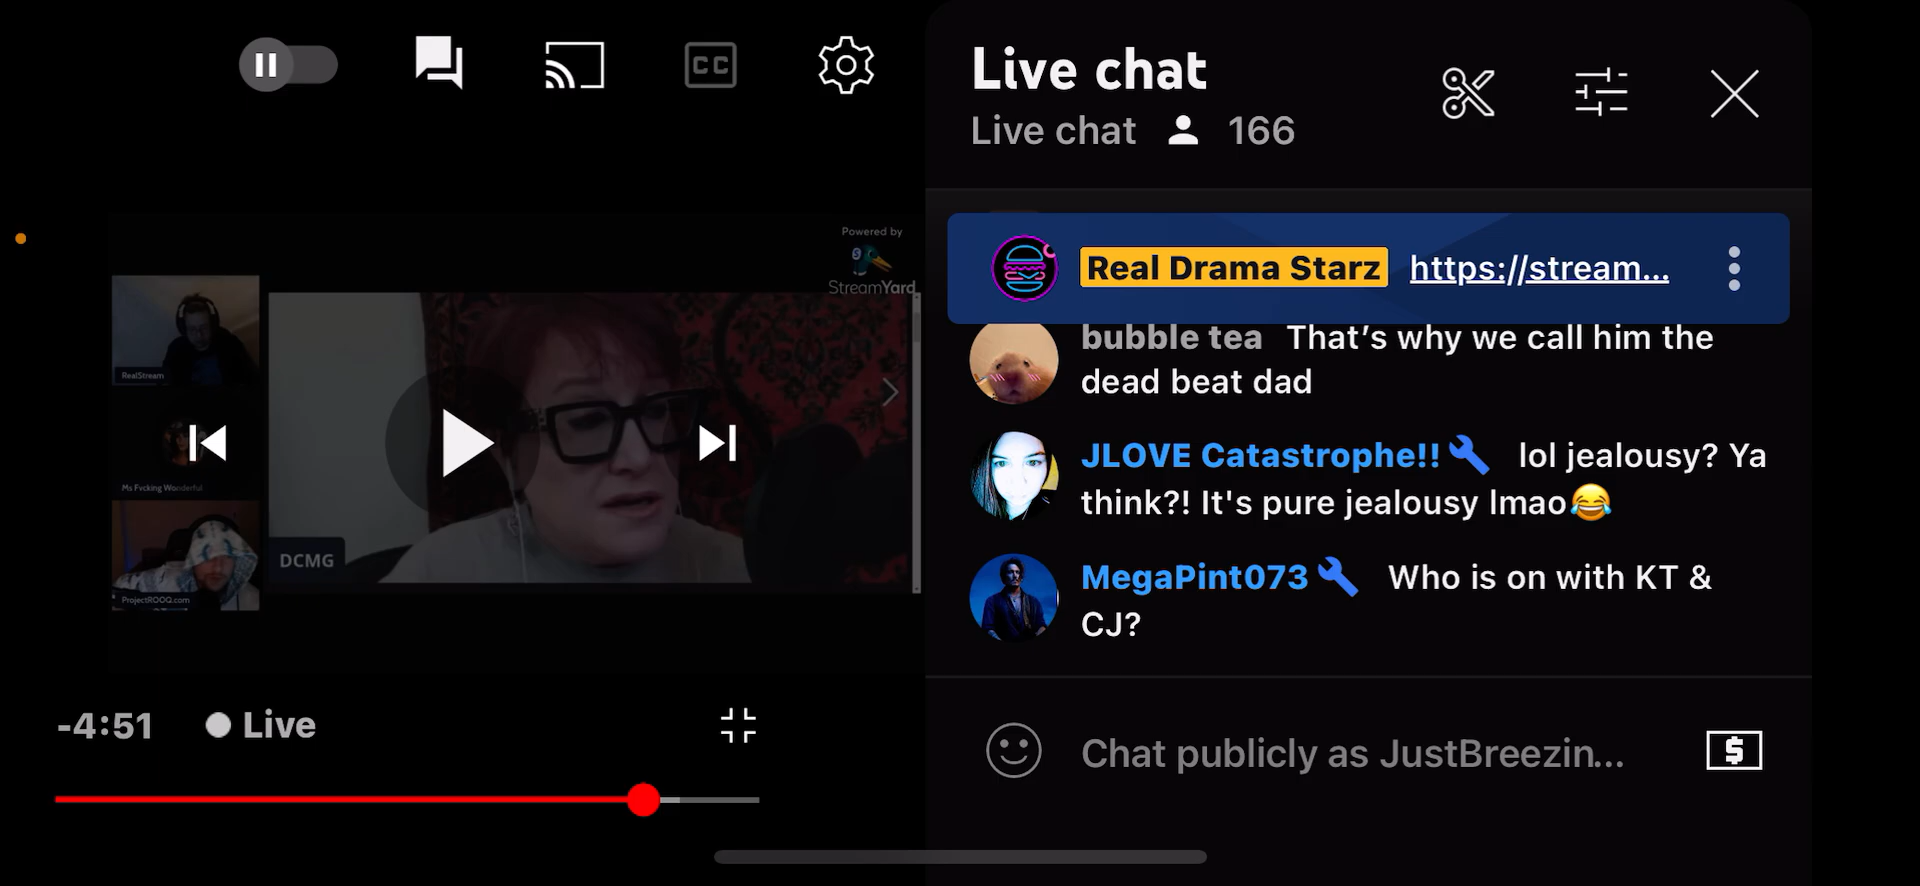 CC
Live chat
Live chat 166
Powered by
StreamYard
RealStream
Ms Fvcking Wonderful
ProjectROOQ.com
DCMG
Real Drama Starz https://stream...
bubble tea That’s why we call him the
dead beat dad
JLOVE Catastrophe!! lol jealousy? Ya
think?! It's pure jealousy lmao😂
MegaPint073 Who is on with KT &
CJ?
-4:51 Live
Chat publicly as JustBreezin...
$